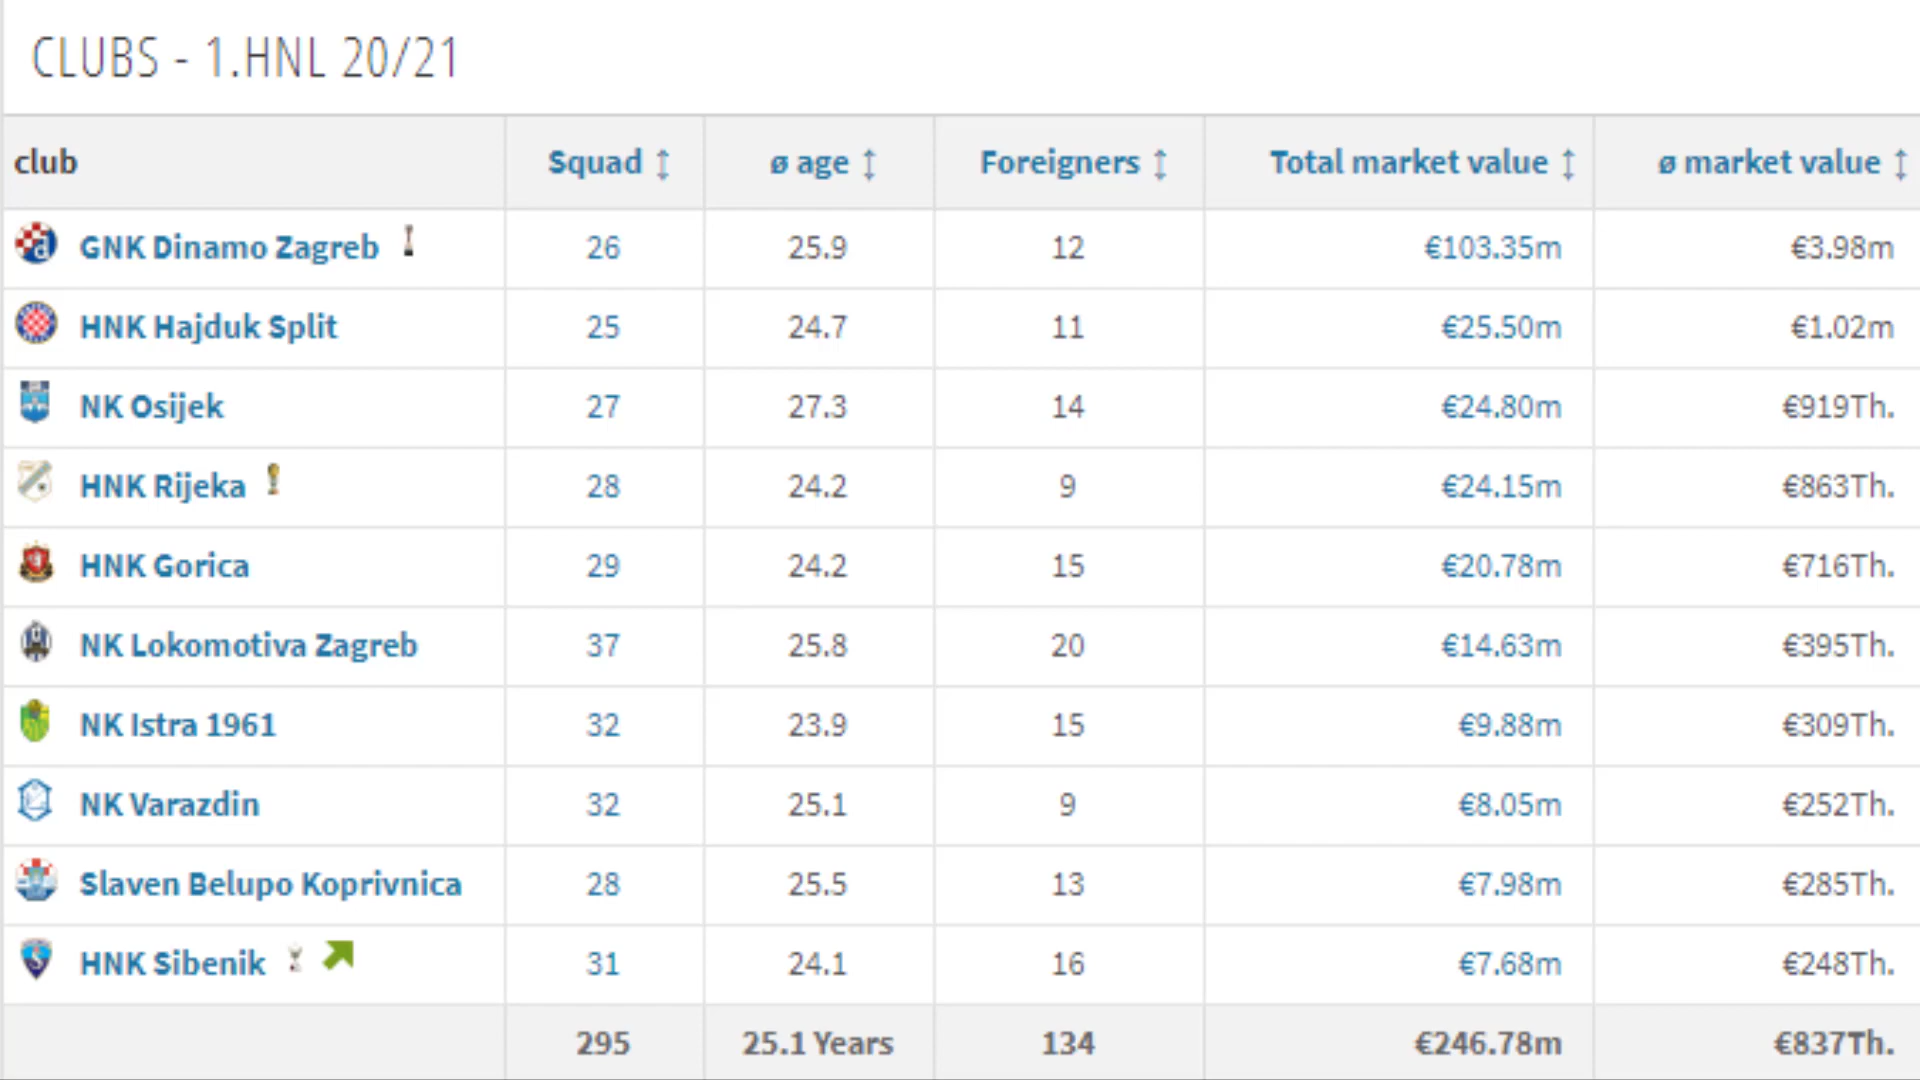 CLUBS - 1.HNL 20/21
club Squad ø age Foreigners Total market value ø market value
GNK Dinamo Zagreb 26 25.9 12 €103.35m €3.98m
HNK Hajduk Split 25 24.7 11 €25.50m €1.02m
NK Osijek 27 27.3 14 €24.80m €919Th.
HNK Rijeka 28 24.2 9 €24.15m €863Th.
HNK Gorica 29 24.2 15 €20.78m €716Th.
NK Lokomotiva Zagreb 37 25.8 20 €14.63m €395Th.
NK Istra 1961 32 23.9 15 €9.88m €309Th.
NK Varazdin 32 25.1 9 €8.05m €252Th.
Slaven Belupo Koprivnica 28 25.5 13 €7.98m €285Th.
HNK Sibenik 31 24.1 16 €7.68m €248Th.
295 25.1 Years 134 €246.78m €837Th.